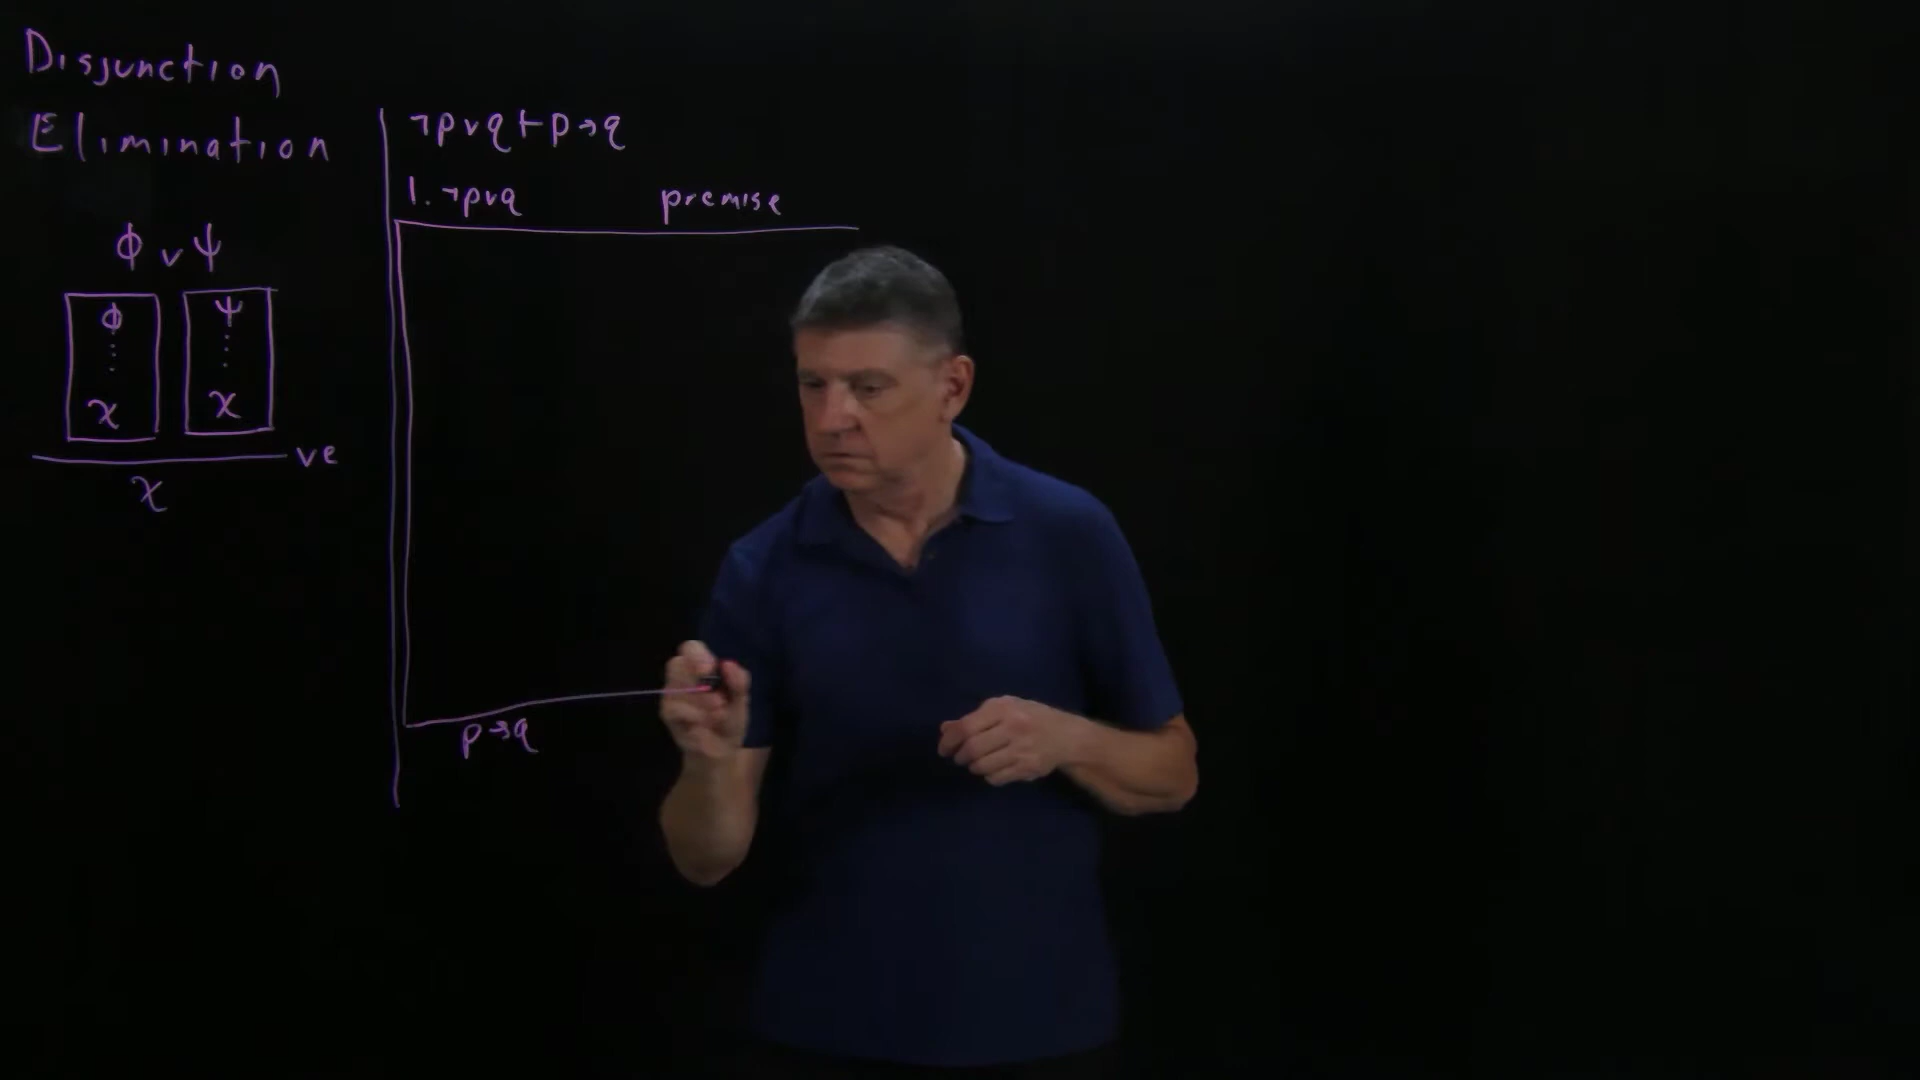 Disjunction
Elimination
ϕ ∨ ψ
ϕ ψ
⋮ ⋮
χ χ
∨e
χ
¬p∨q ⊢ p→q
1. ¬p∨q premise
p→q